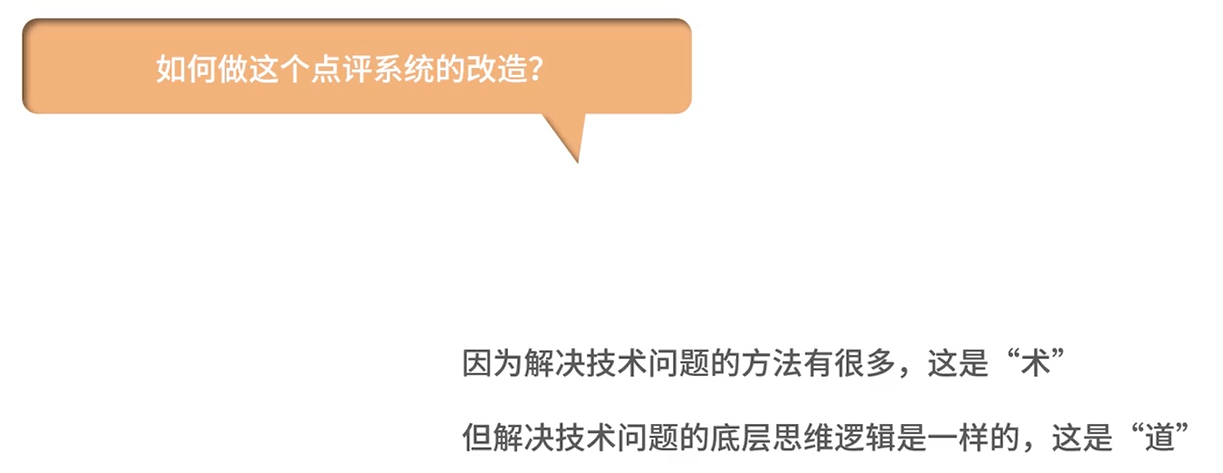 如何做这个点评系统的改造？
因为解决技术问题的方法有很多，这是“术”
但解决技术问题的底层思维逻辑是一样的，这是“道”